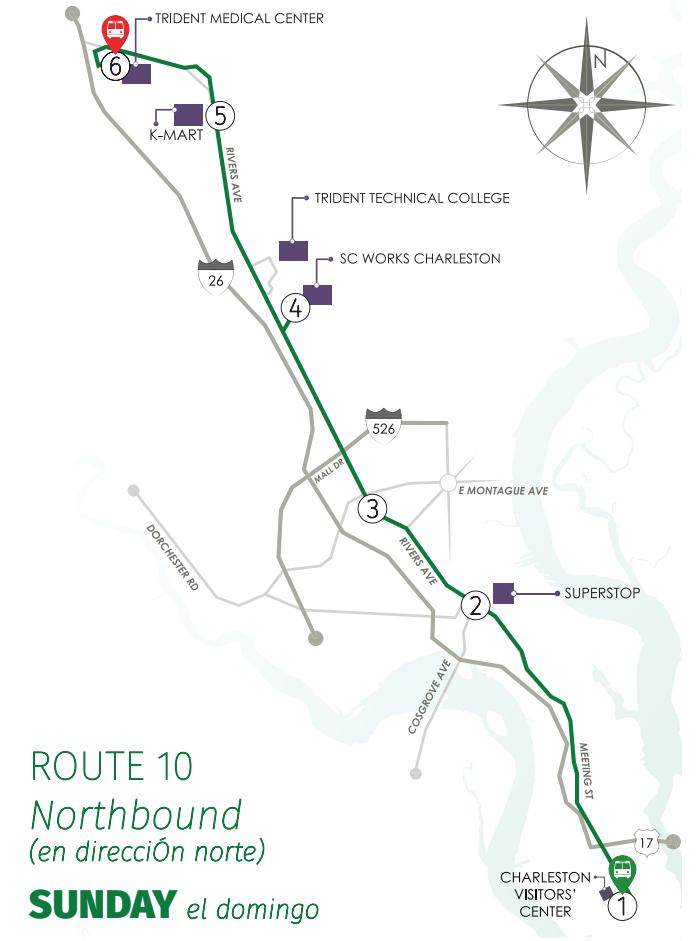 TRIDENT MEDICAL CENTER
N
6
5
K-MART
RIVERS AVE
TRIDENT TECHNICAL COLLEGE
SC WORKS CHARLESTON
26
4
526
MALL DR
E MONTAGUE AVE
3
DORCHESTER RD
RIVERS AVE
SUPERSTOP
2
COSGROVE AVE
MEETING ST
ROUTE 10
Northbound
(en direcciÓn norte)
SUNDAY el domingo
17
CHARLESTON
VISITORS'
CENTER
1